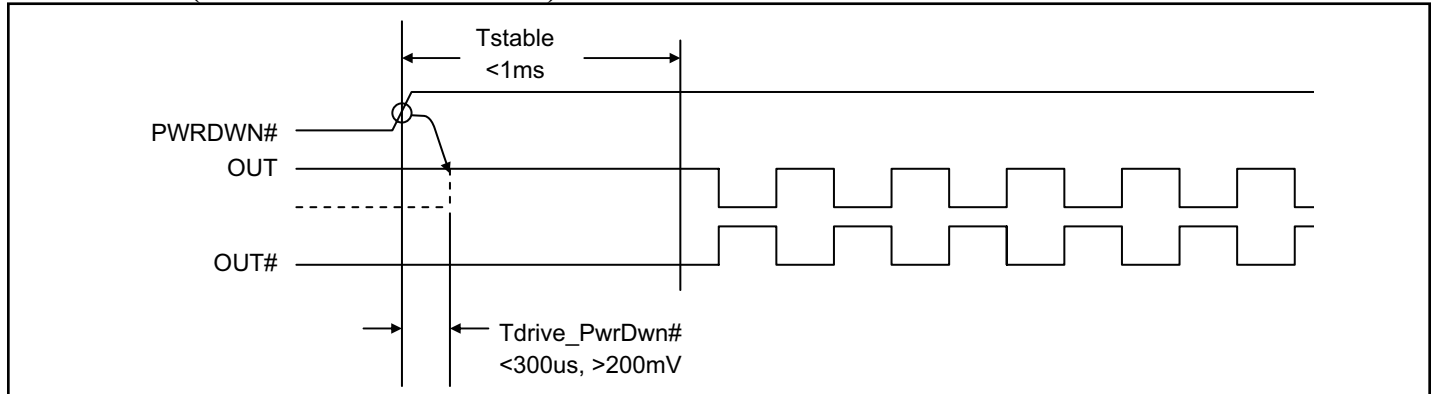 Tstable
<1ms
PWRDWN#
OUT
OUT#
Tdrive_PwrDwn#
<300us, >200mV